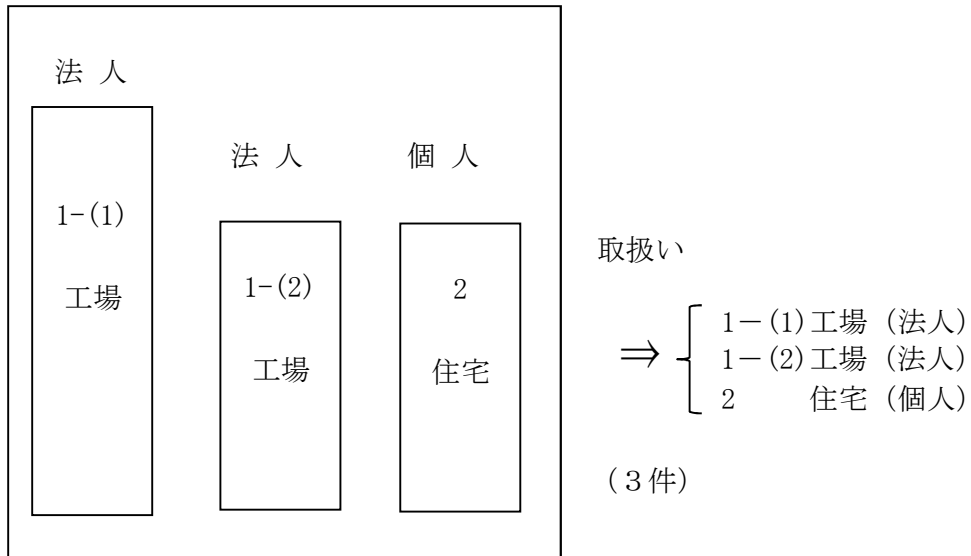 法 人
1-(1)
工場
法 人
1-(2)
工場
個 人
2
住宅
取扱い
⇒
1-(1)工場 (法人)
1-(2)工場 (法人)
2 住宅 (個人)
(3件)